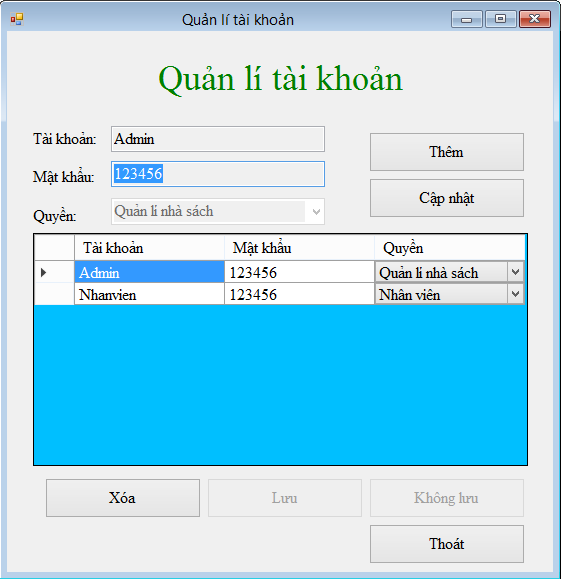 Quản lí tài khoản
Quản lí tài khoản
Tài khoản: Admin
Thêm
Mật khẩu: 123456
Cập nhật
Quyền: Quản lí nhà sách
Tài khoản Mật khẩu Quyền
Admin 123456 Quản lí nhà sách
Nhanvien 123456 Nhân viên
Xóa Lưu Không lưu
Thoát